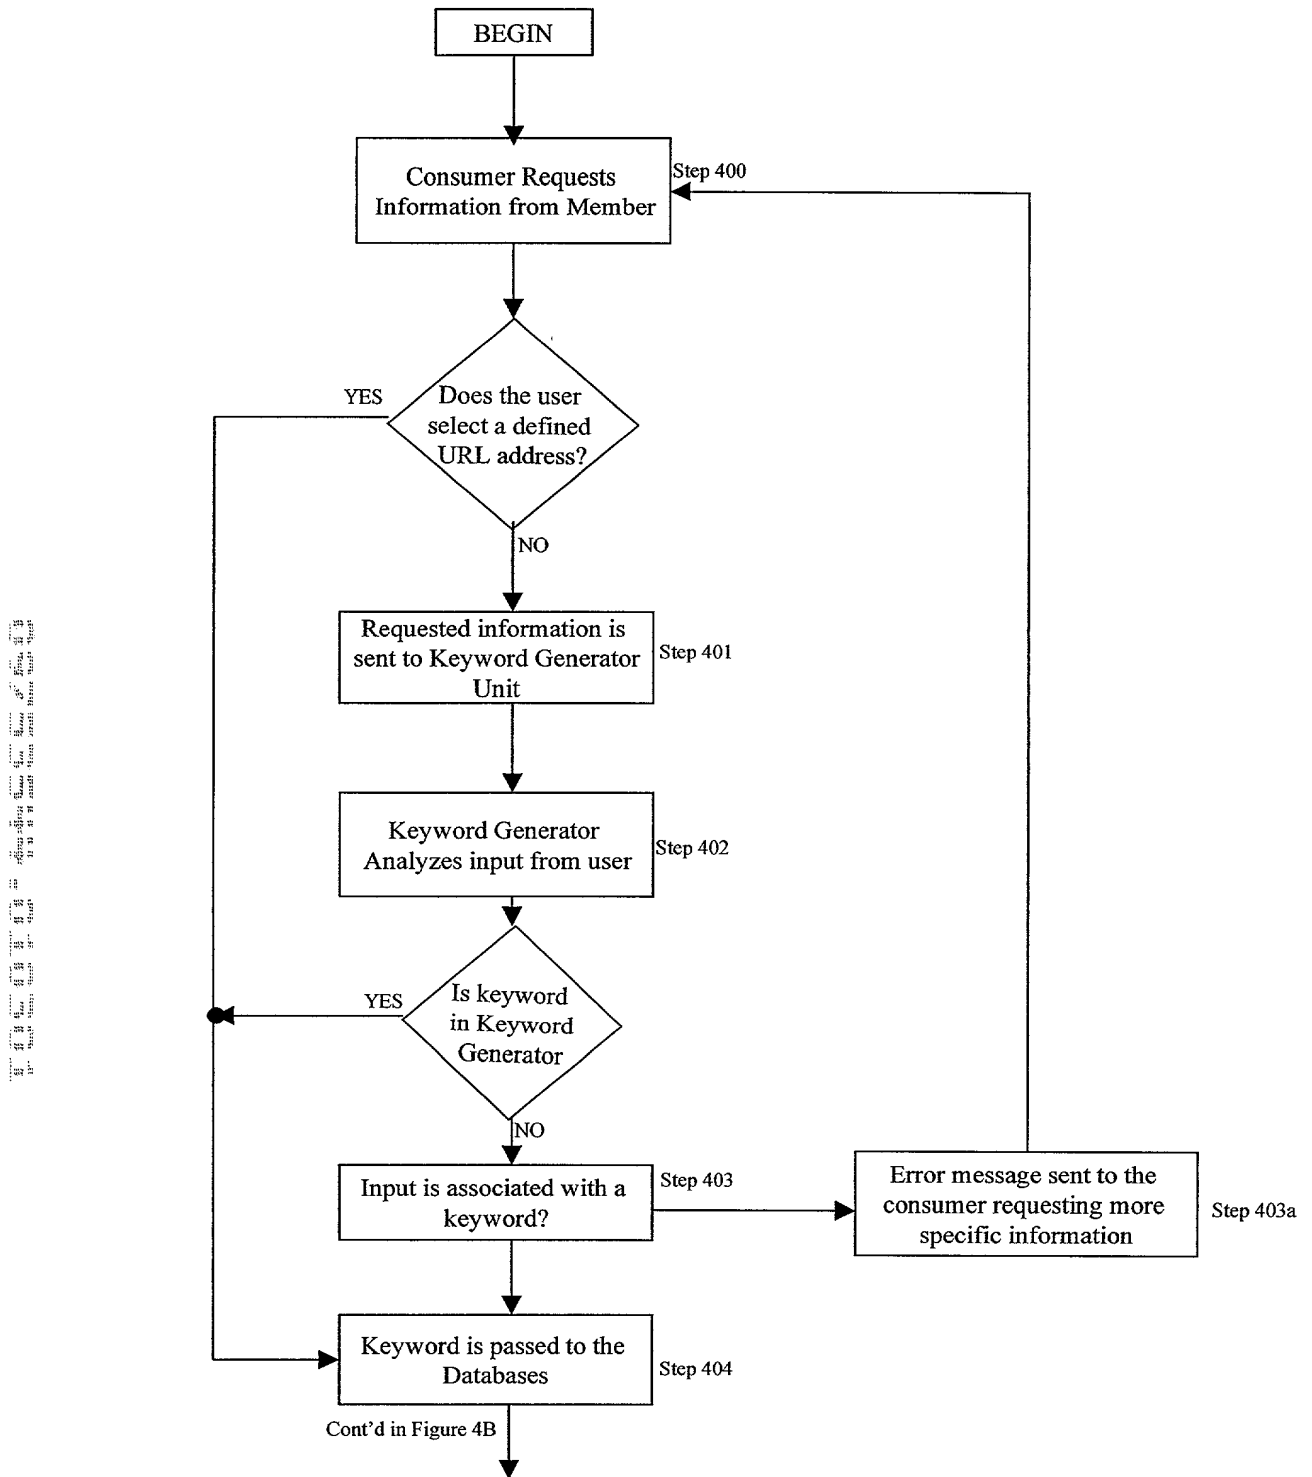 BEGIN
Consumer Requests
Information from Member
Step 400
Does the user
select a defined
URL address?
YES
NO
Requested information is
sent to Keyword Generator
Unit
Step 401
Keyword Generator
Analyzes input from user
Step 402
Is keyword
in Keyword
Generator
YES
NO
Input is associated with a
keyword?
Step 403
Error message sent to the
consumer requesting more
specific information
Step 403a
Keyword is passed to the
Databases
Step 404
Cont'd in Figure 4B